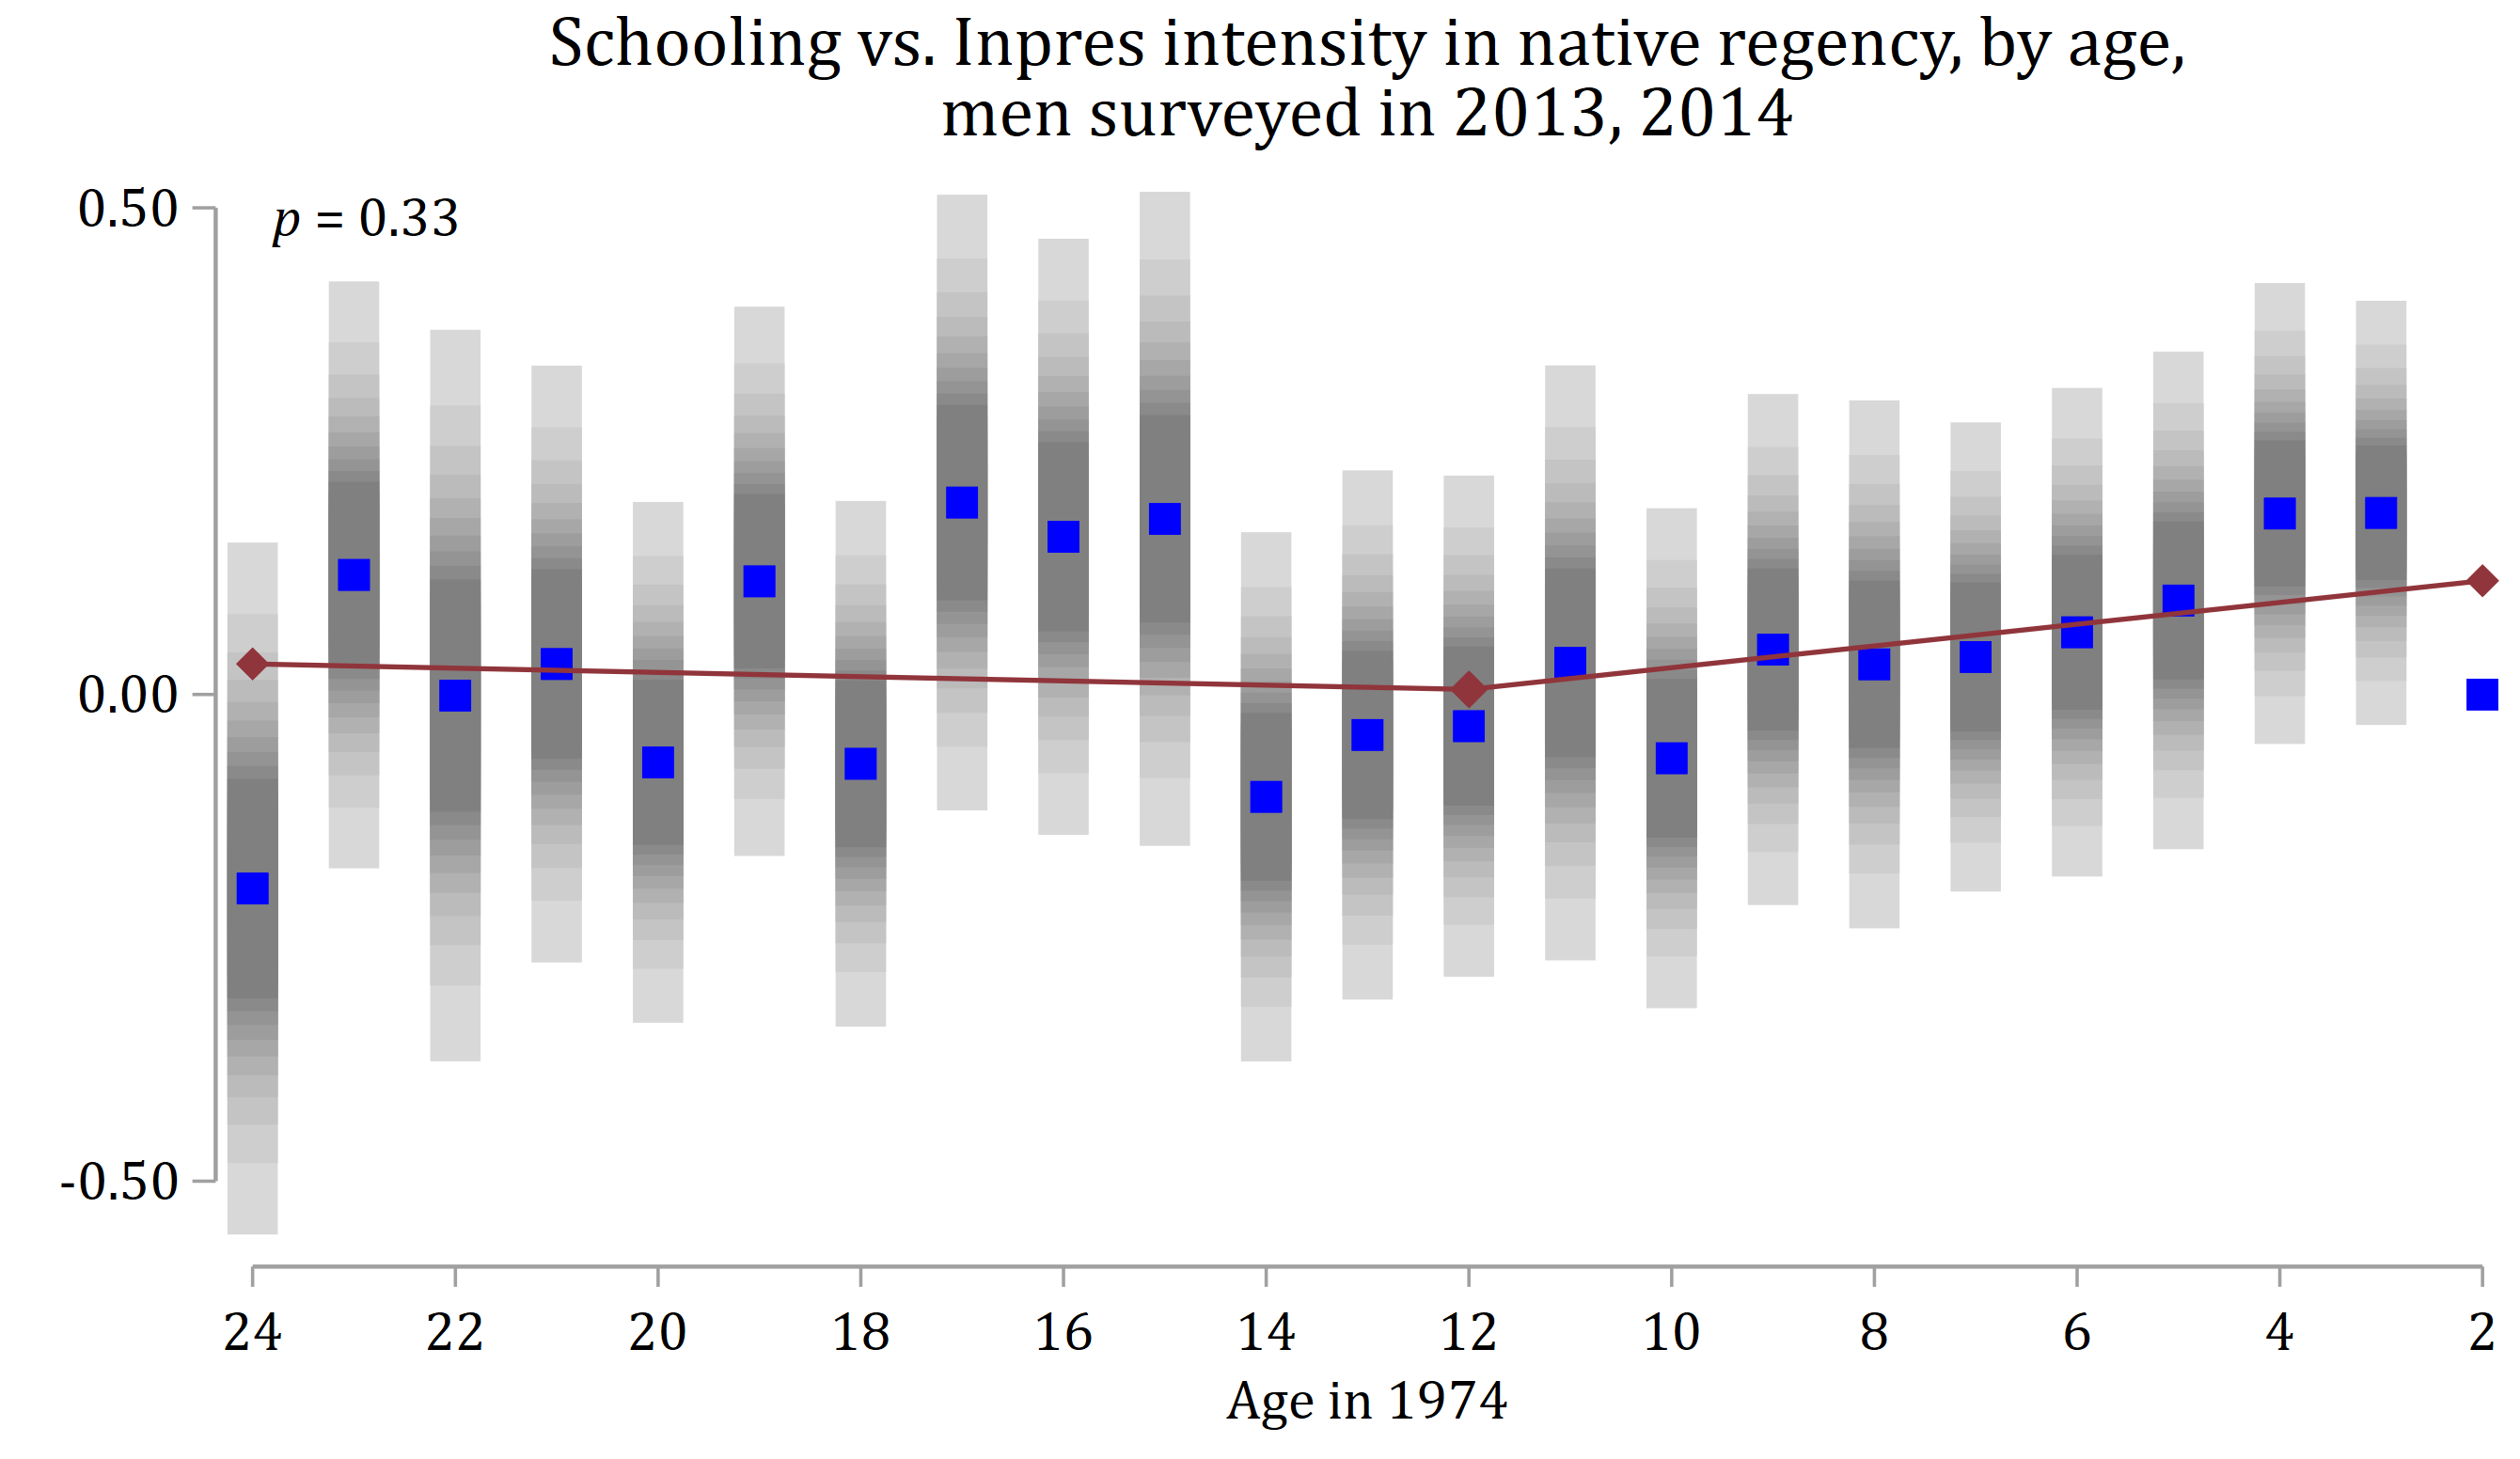 Schooling vs. Inpres intensity in native regency, by age,
men surveyed in 2013, 2014
0.50
p = 0.33
0.00
-0.50
24 22 20 18 16 14 12 10 8 6 4 2
Age in 1974